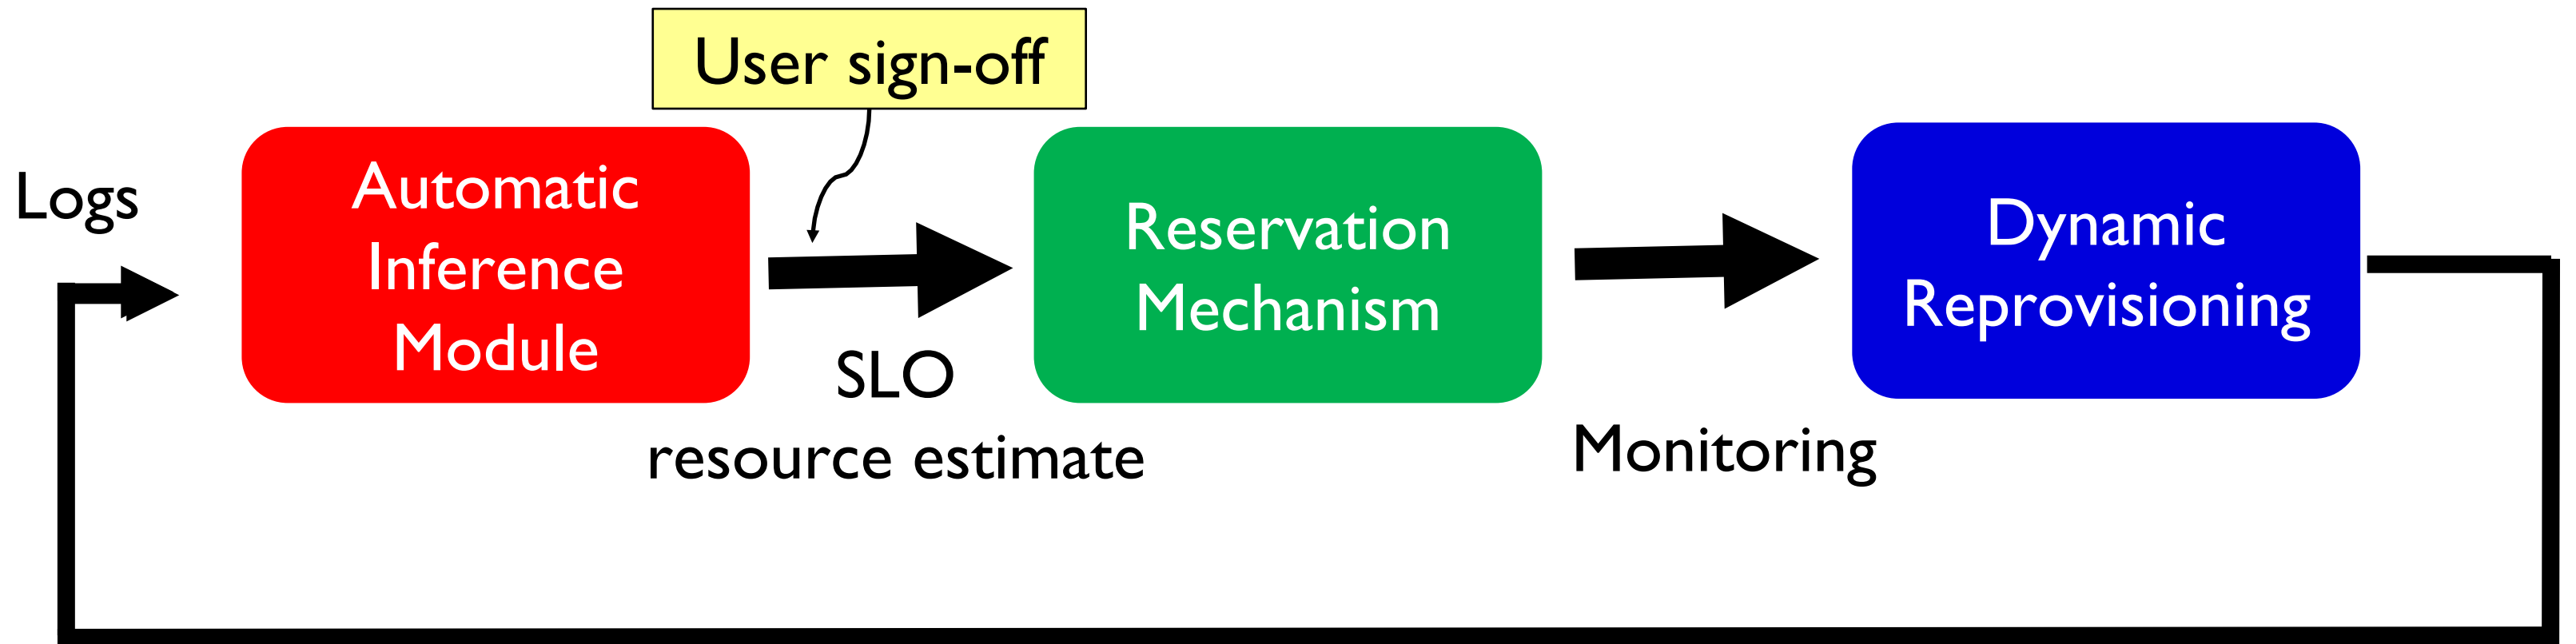 User sign-off
Logs
Automatic
Inference
Module
SLO
resource estimate
Reservation
Mechanism
Monitoring
Dynamic
Reprovisioning